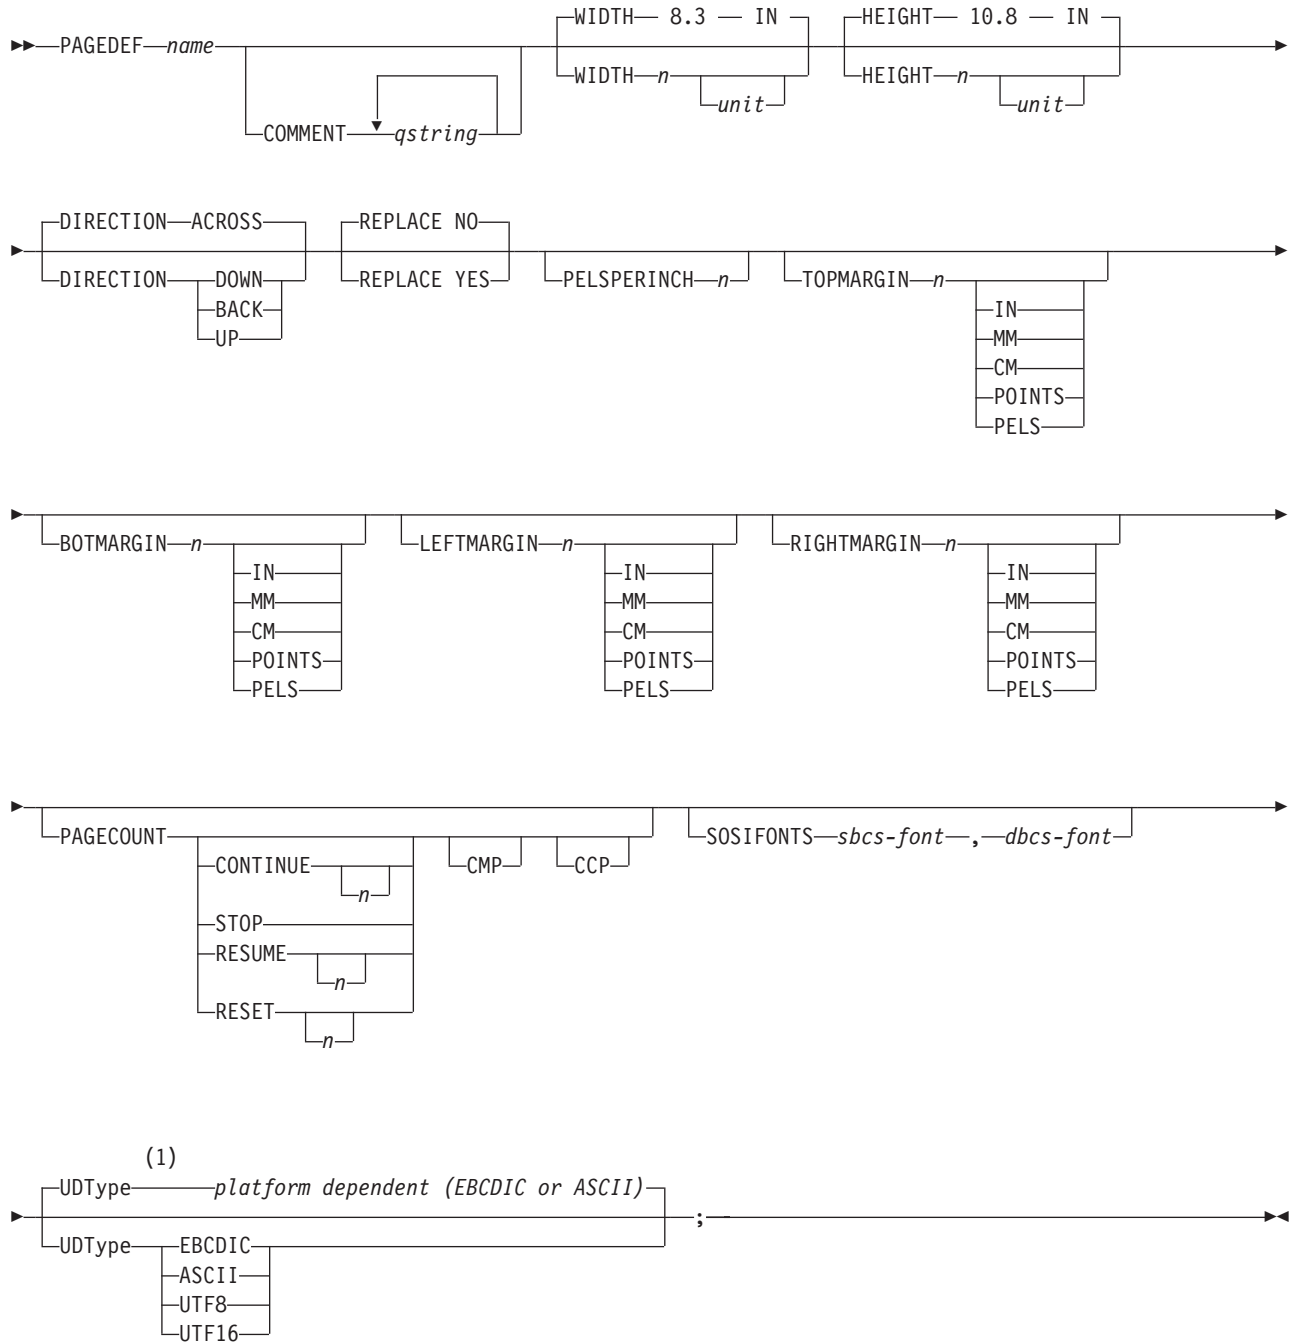 WIDTH 8.3 IN HEIGHT 10.8 IN
PAGEDEF name
WIDTH n HEIGHT n
unit unit
COMMENT qstring
DIRECTION ACROSS REPLACE NO
DIRECTION DOWN REPLACE YES PELSPERINCH n TOPMARGIN n
BACK IN
UP MM
CM
POINTS
PELS
BOTMARGIN n LEFTMARGIN n RIGHTMARGIN n
IN IN IN
MM MM MM
CM CM CM
POINTS POINTS POINTS
PELS PELS PELS
PAGECOUNT SOSIFONTS sbcs-font , dbcs-font
CONTINUE CMP CCP
n
STOP
RESUME
n
RESET
n
(1)
UDType platform dependent (EBCDIC or ASCII)
;
UDType EBCDIC
ASCII
UTF8
UTF16